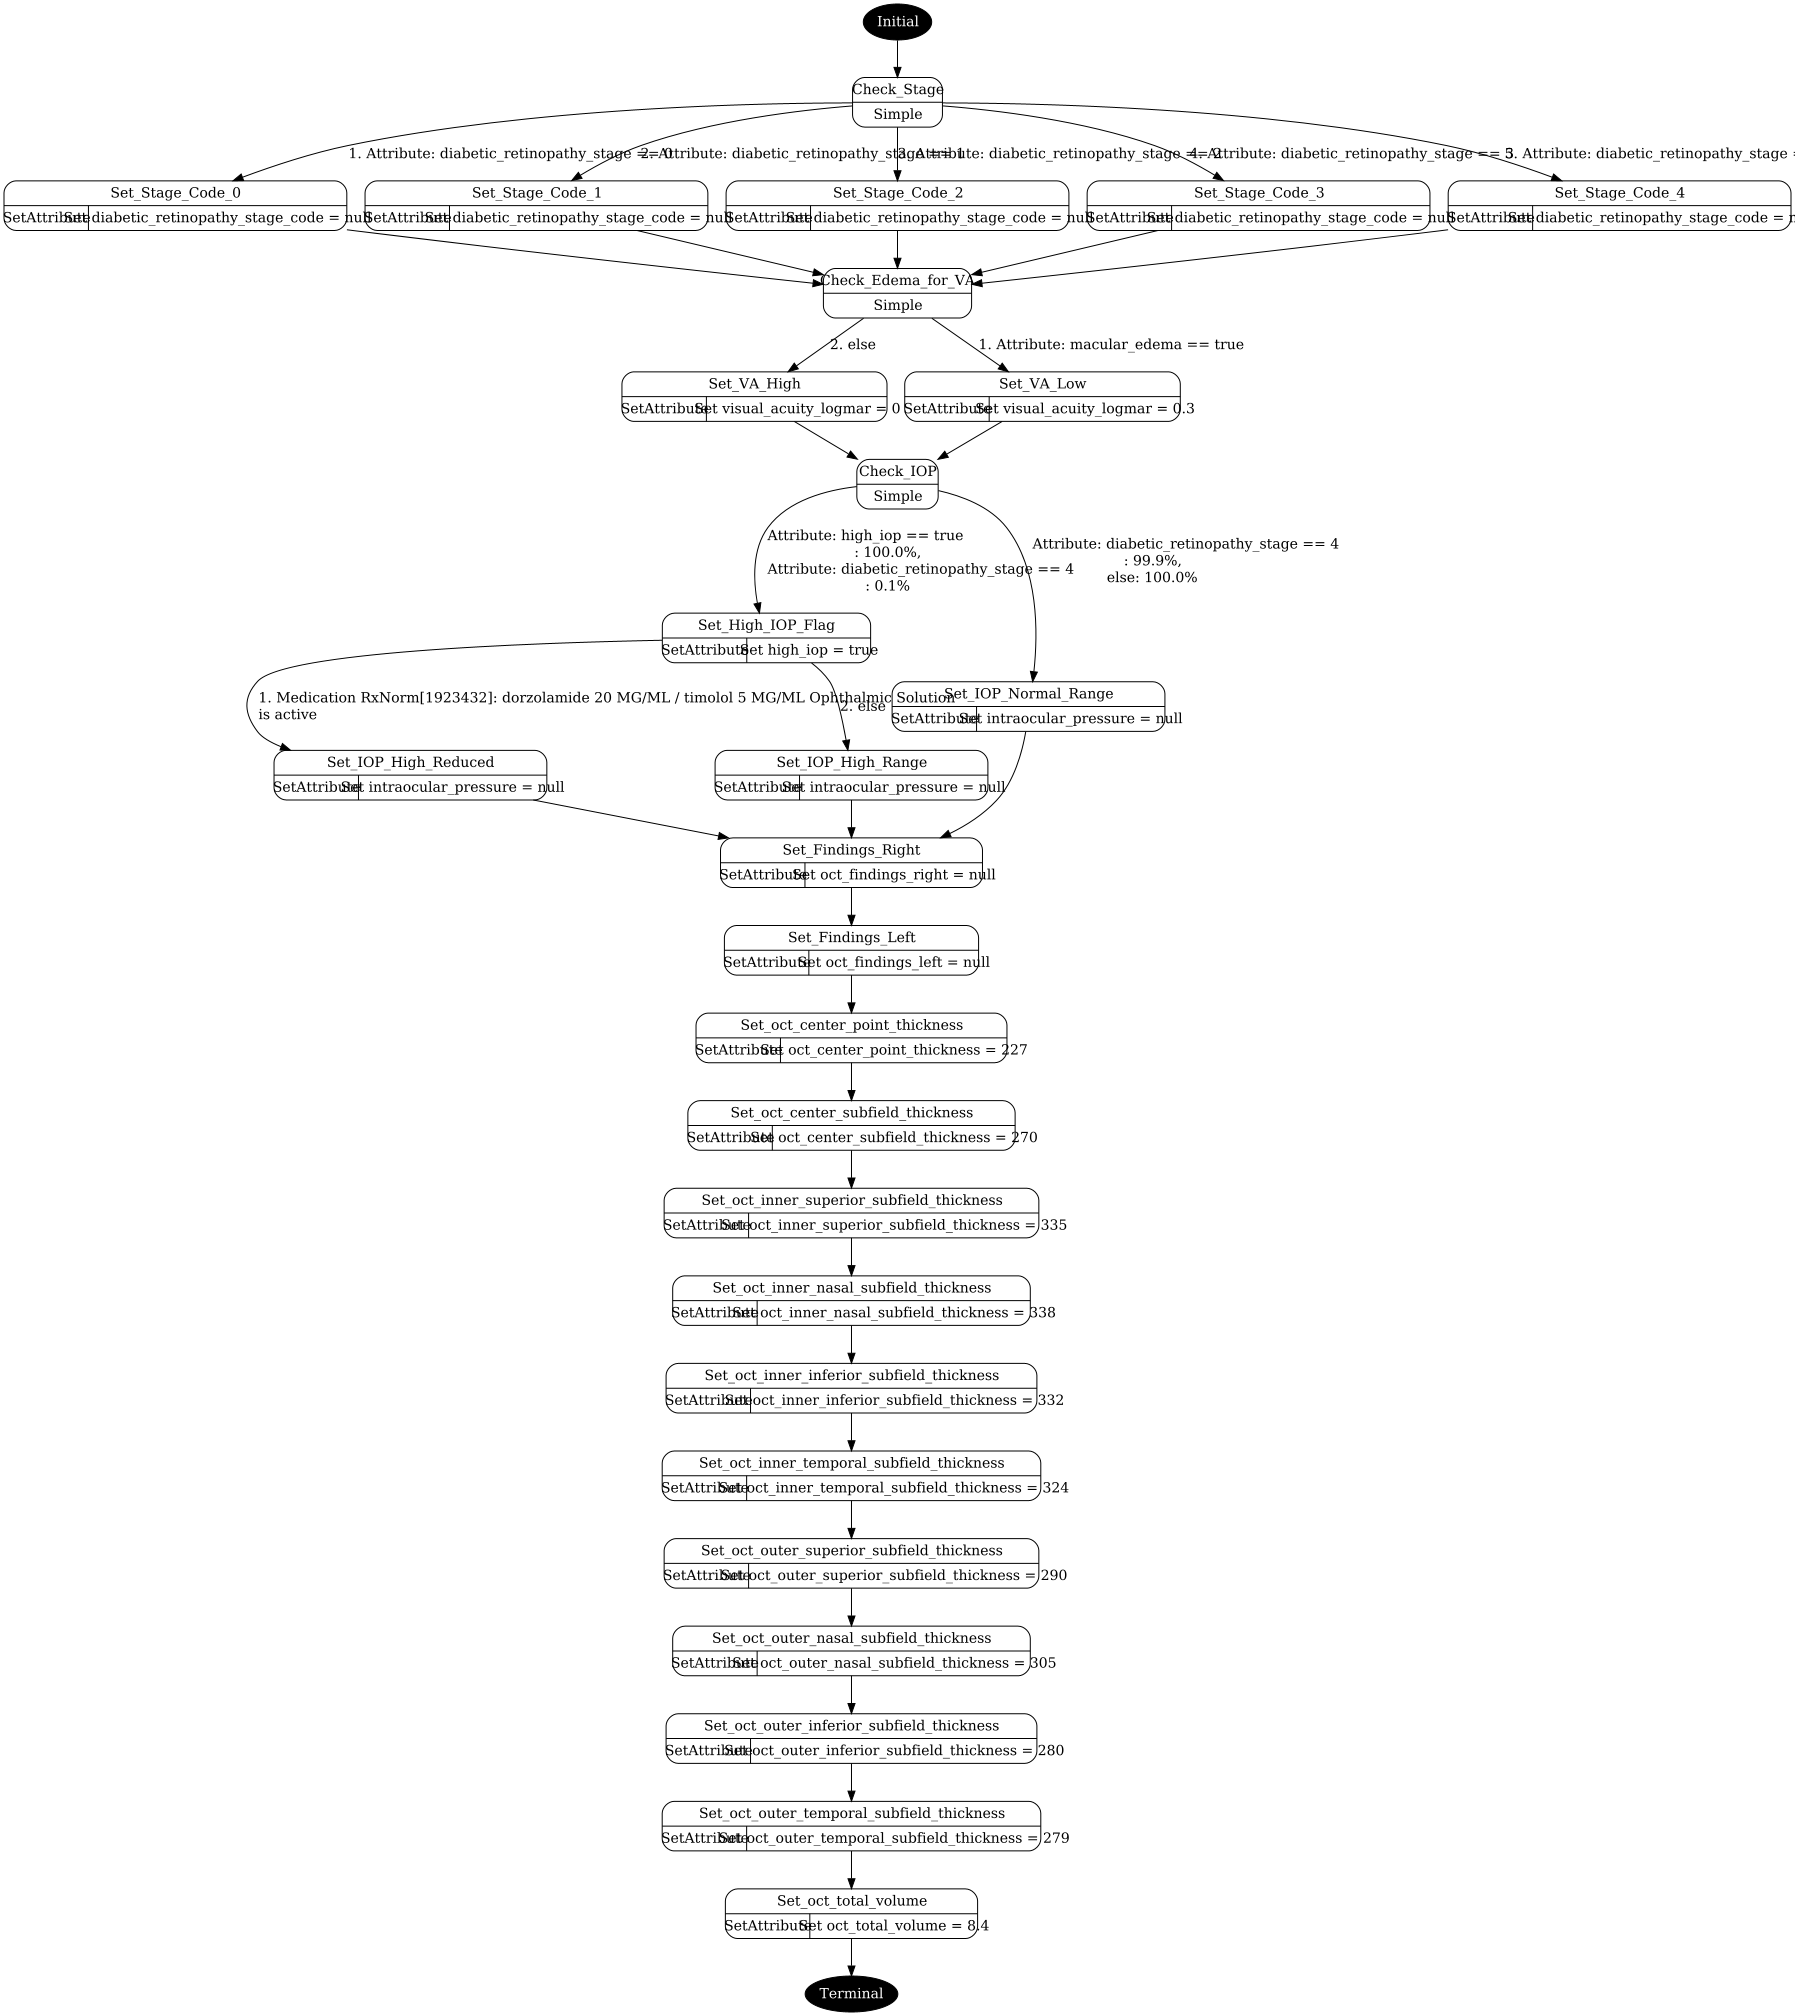 Initial
Check_Stage
Simple
1. Attribute: diabetic_retinopathy_stage == 0
2. Attribute: diabetic_retinopathy_stage == 1
3. Attribute: diabetic_retinopathy_stage == 2
4. Attribute: diabetic_retinopathy_stage == 3
5. Attribute: diabetic_retinopathy_stage =
Set_Stage_Code_0
SetAttribute
Set diabetic_retinopathy_stage_code = null
Set_Stage_Code_1
SetAttribute
Set diabetic_retinopathy_stage_code = null
Set_Stage_Code_2
SetAttribute
Set diabetic_retinopathy_stage_code = null
Set_Stage_Code_3
SetAttribute
Set diabetic_retinopathy_stage_code = null
Set_Stage_Code_4
SetAttribute
Set diabetic_retinopathy_stage_code =
Check_Edema_for_VA
Simple
2. else
1. Attribute: macular_edema == true
Set_VA_High
SetAttribute
Set visual_acuity_logmar = 0
Set_VA_Low
SetAttribute
Set visual_acuity_logmar = 0.3
Check_IOP
Simple
Attribute: high_iop == true
: 100.0%,
Attribute: diabetic_retinopathy_stage == 4
: 0.1%
Attribute: diabetic_retinopathy_stage == 4
: 99.9%,
else: 100.0%
Set_High_IOP_Flag
SetAttribute
Set high_iop = true
1. Medication RxNorm[1923432]: dorzolamide 20 MG/ML / timolol 5 MG/ML Ophthalmic Solution
is active
2. else
Set_IOP_Normal_Range
SetAttribute
Set intraocular_pressure = null
Set_IOP_High_Reduced
SetAttribute
Set intraocular_pressure = null
Set_IOP_High_Range
SetAttribute
Set intraocular_pressure = null
Set_Findings_Right
SetAttribute
Set oct_findings_right = null
Set_Findings_Left
SetAttribute
Set oct_findings_left = null
Set_oct_center_point_thickness
SetAttribute
Set oct_center_point_thickness = 227
Set_oct_center_subfield_thickness
SetAttribute
Set oct_center_subfield_thickness = 270
Set_oct_inner_superior_subfield_thickness
SetAttribute
Set oct_inner_superior_subfield_thickness = 335
Set_oct_inner_nasal_subfield_thickness
SetAttribute
Set oct_inner_nasal_subfield_thickness = 338
Set_oct_inner_inferior_subfield_thickness
SetAttribute
Set oct_inner_inferior_subfield_thickness = 332
Set_oct_inner_temporal_subfield_thickness
SetAttribute
Set oct_inner_temporal_subfield_thickness = 324
Set_oct_outer_superior_subfield_thickness
SetAttribute
Set oct_outer_superior_subfield_thickness = 290
Set_oct_outer_nasal_subfield_thickness
SetAttribute
Set oct_outer_nasal_subfield_thickness = 305
Set_oct_outer_inferior_subfield_thickness
SetAttribute
Set oct_outer_inferior_subfield_thickness = 280
Set_oct_outer_temporal_subfield_thickness
SetAttribute
Set oct_outer_temporal_subfield_thickness = 279
Set_oct_total_volume
SetAttribute
Set oct_total_volume = 8.4
Terminal